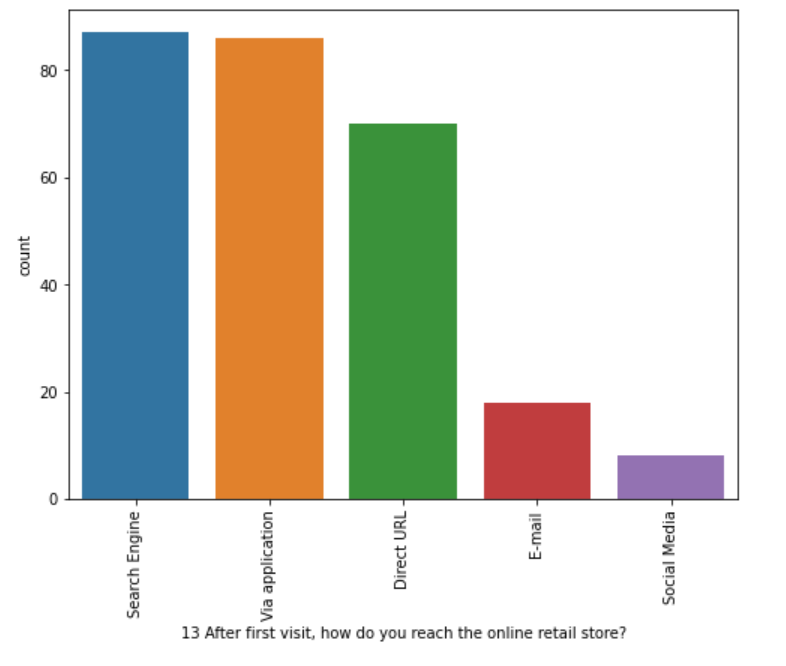 80
60
40
20
0
count
Search Engine
Via application
Direct URL
E-mail
Social Media
13 After first visit, how do you reach the online retail store?